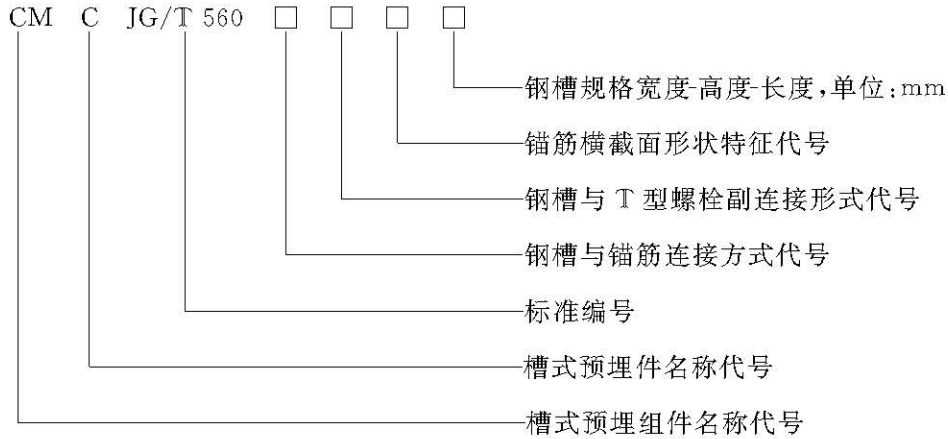 CM C JG/T 560 □ □ □ □
钢槽规格宽度-高度-长度,单位:mm
锚筋横截面形状特征代号
钢槽与 T 型螺栓副连接形式代号
钢槽与锚筋连接方式代号
标准编号
槽式预埋件名称代号
槽式预埋组件名称代号